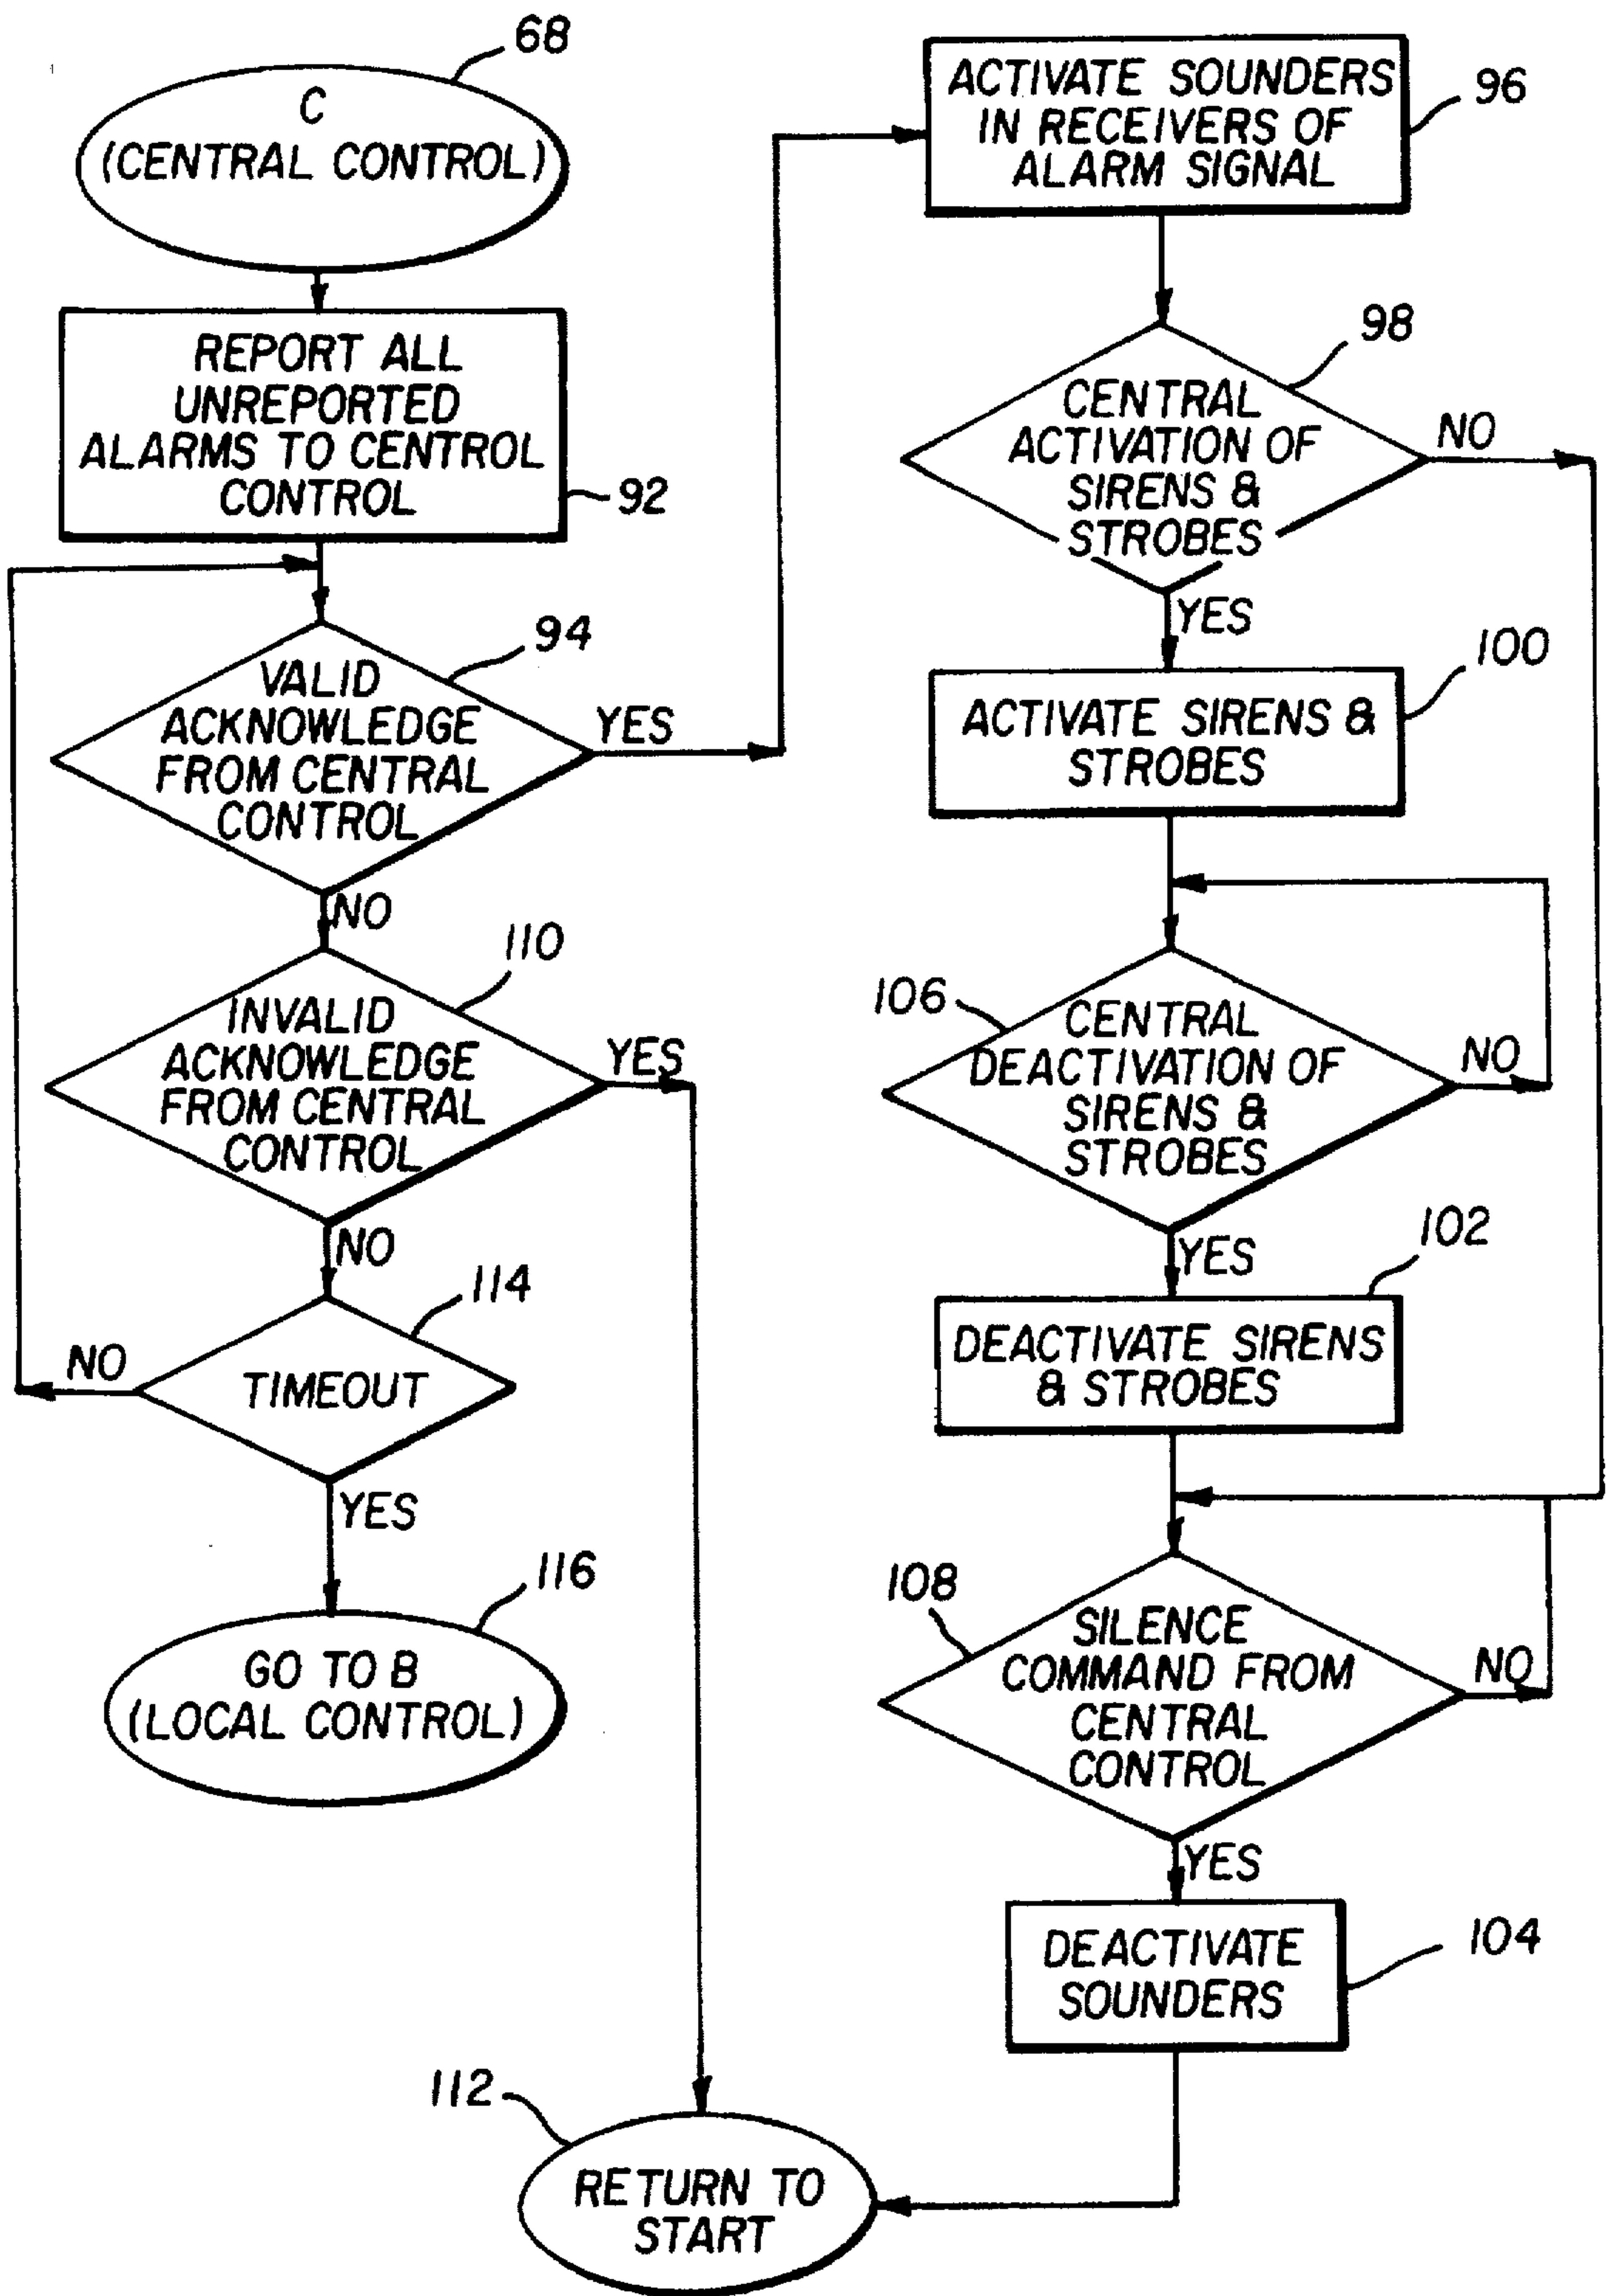 68
C
(CENTRAL CONTROL)
REPORT ALL
UNREPORTED
ALARMS TO CENTROL
CONTROL
92
94
VALID
ACKNOWLEDGE
FROM CENTRAL
CONTROL
YES
NO
110
INVALID
ACKNOWLEDGE
FROM CENTRAL
CONTROL
YES
NO
114
TIMEOUT
NO
YES
116
GO TO B
(LOCAL CONTROL)
ACTIVATE SOUNDERS
IN RECEIVERS OF
ALARM SIGNAL
96
98
CENTRAL
ACTIVATION OF
SIRENS &
STROBES
NO
YES
100
ACTIVATE SIRENS &
STROBES
106
CENTRAL
DEACTIVATION OF
SIRENS &
STROBES
NO
YES
102
DEACTIVATE SIRENS
& STROBES
108
SILENCE
COMMAND FROM
CENTRAL
CONTROL
NO
YES
DEACTIVATE
SOUNDERS
104
112
RETURN TO
START